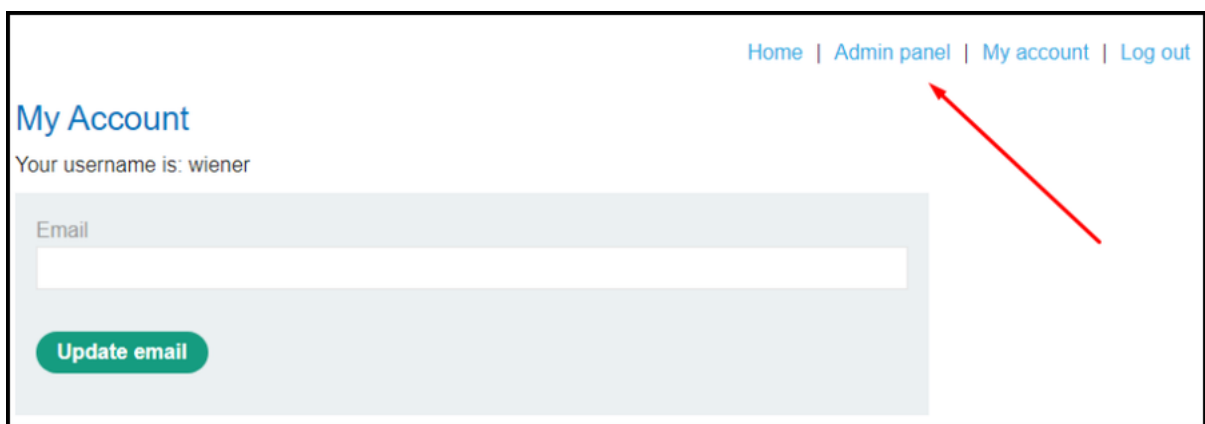 Home | Admin panel | My account | Log out
My Account
Your username is: wiener
Email
Update email